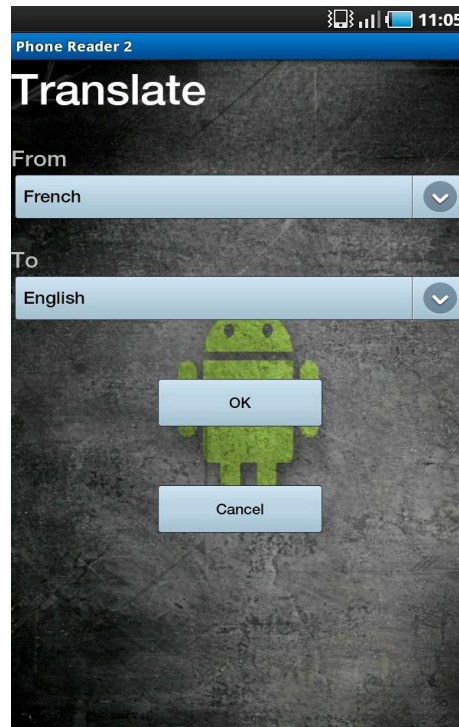 11:05
Phone Reader 2
Translate
From
French
To
English
OK
Cancel